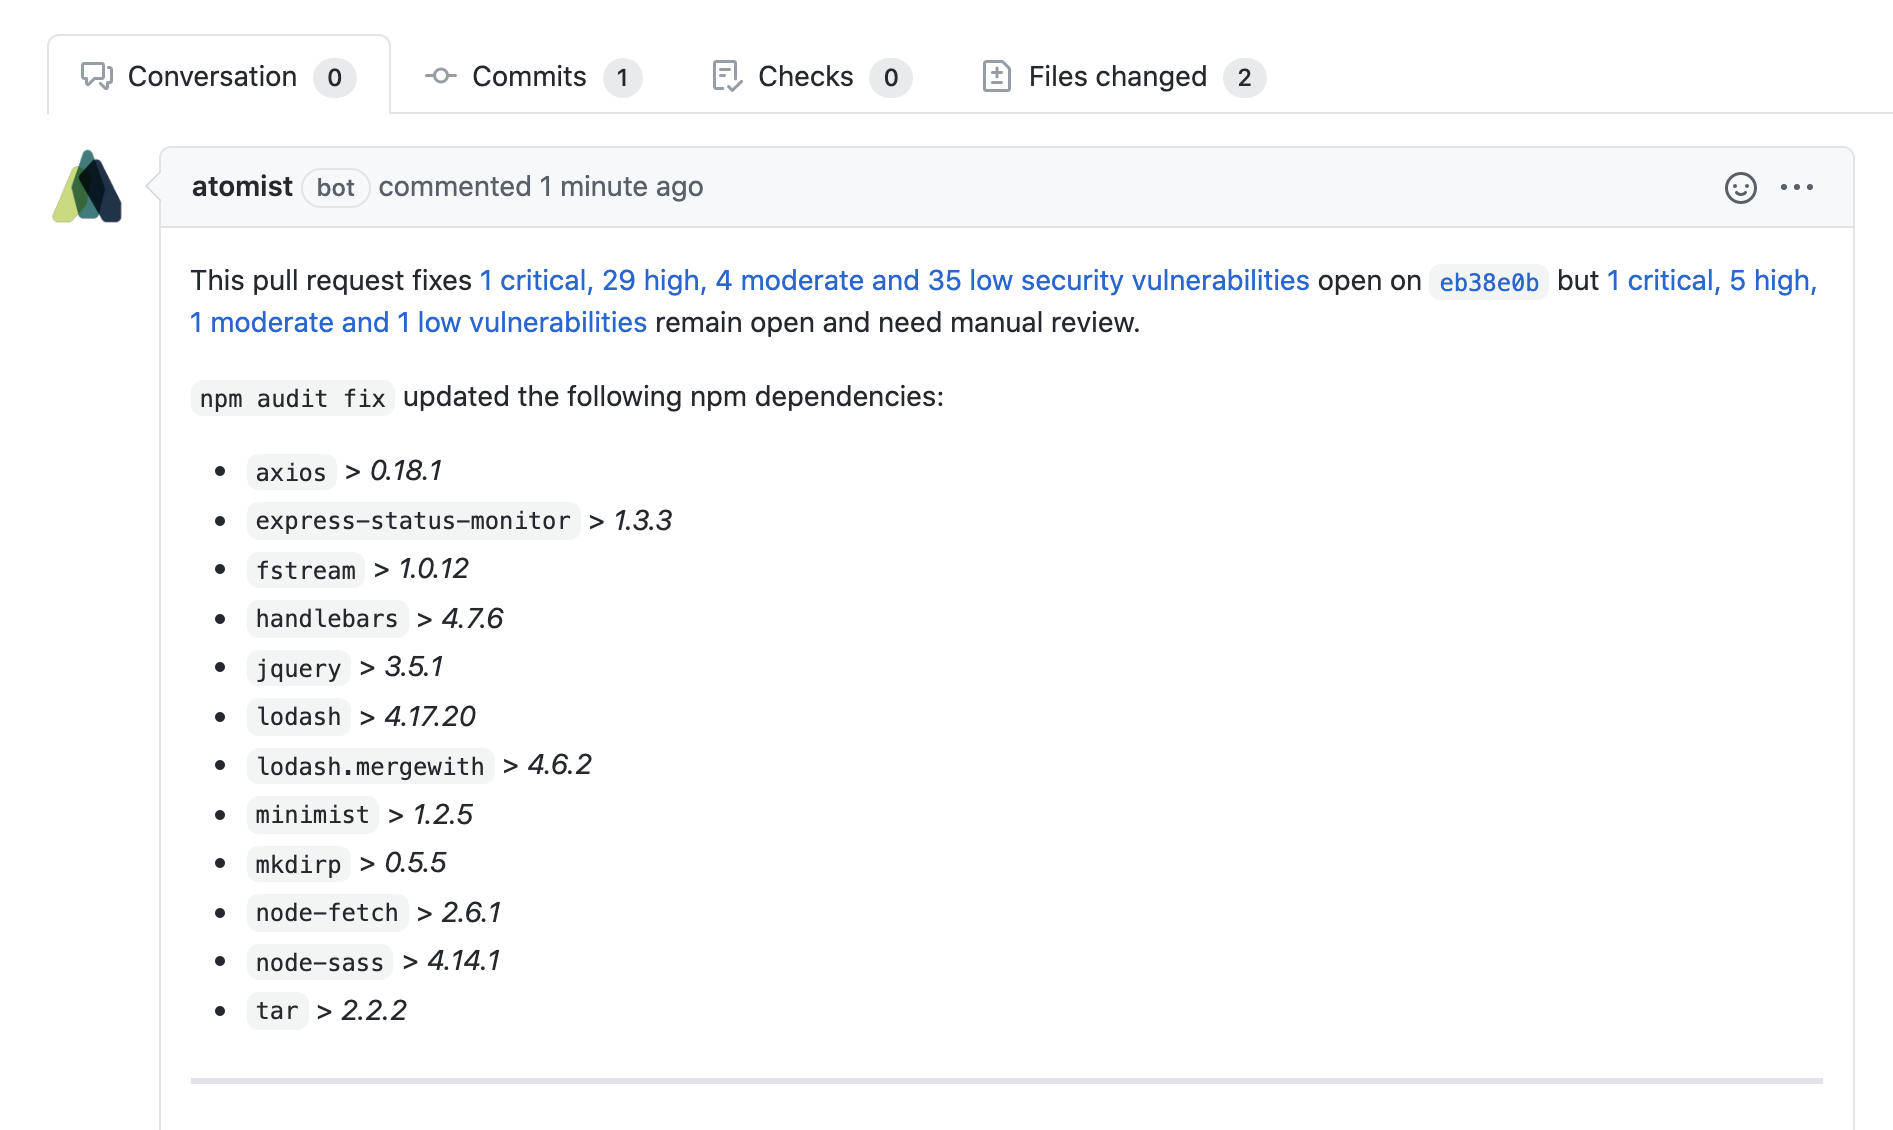 Conversation 0 Commits 1 Checks 0 Files changed 2
atomist bot commented 1 minute ago
This pull request fixes 1 critical, 29 high, 4 moderate and 35 low security vulnerabilities open on eb38e0b but 1 critical, 5 high,
1 moderate and 1 low vulnerabilities remain open and need manual review.
npm audit fix updated the following npm dependencies:
• axios > 0.18.1
• express-status-monitor > 1.3.3
• fstream > 1.0.12
• handlebars > 4.7.6
• jquery > 3.5.1
• lodash > 4.17.20
• lodash.mergewith > 4.6.2
• minimist > 1.2.5
• mkdirp > 0.5.5
• node-fetch > 2.6.1
• node-sass > 4.14.1
• tar > 2.2.2